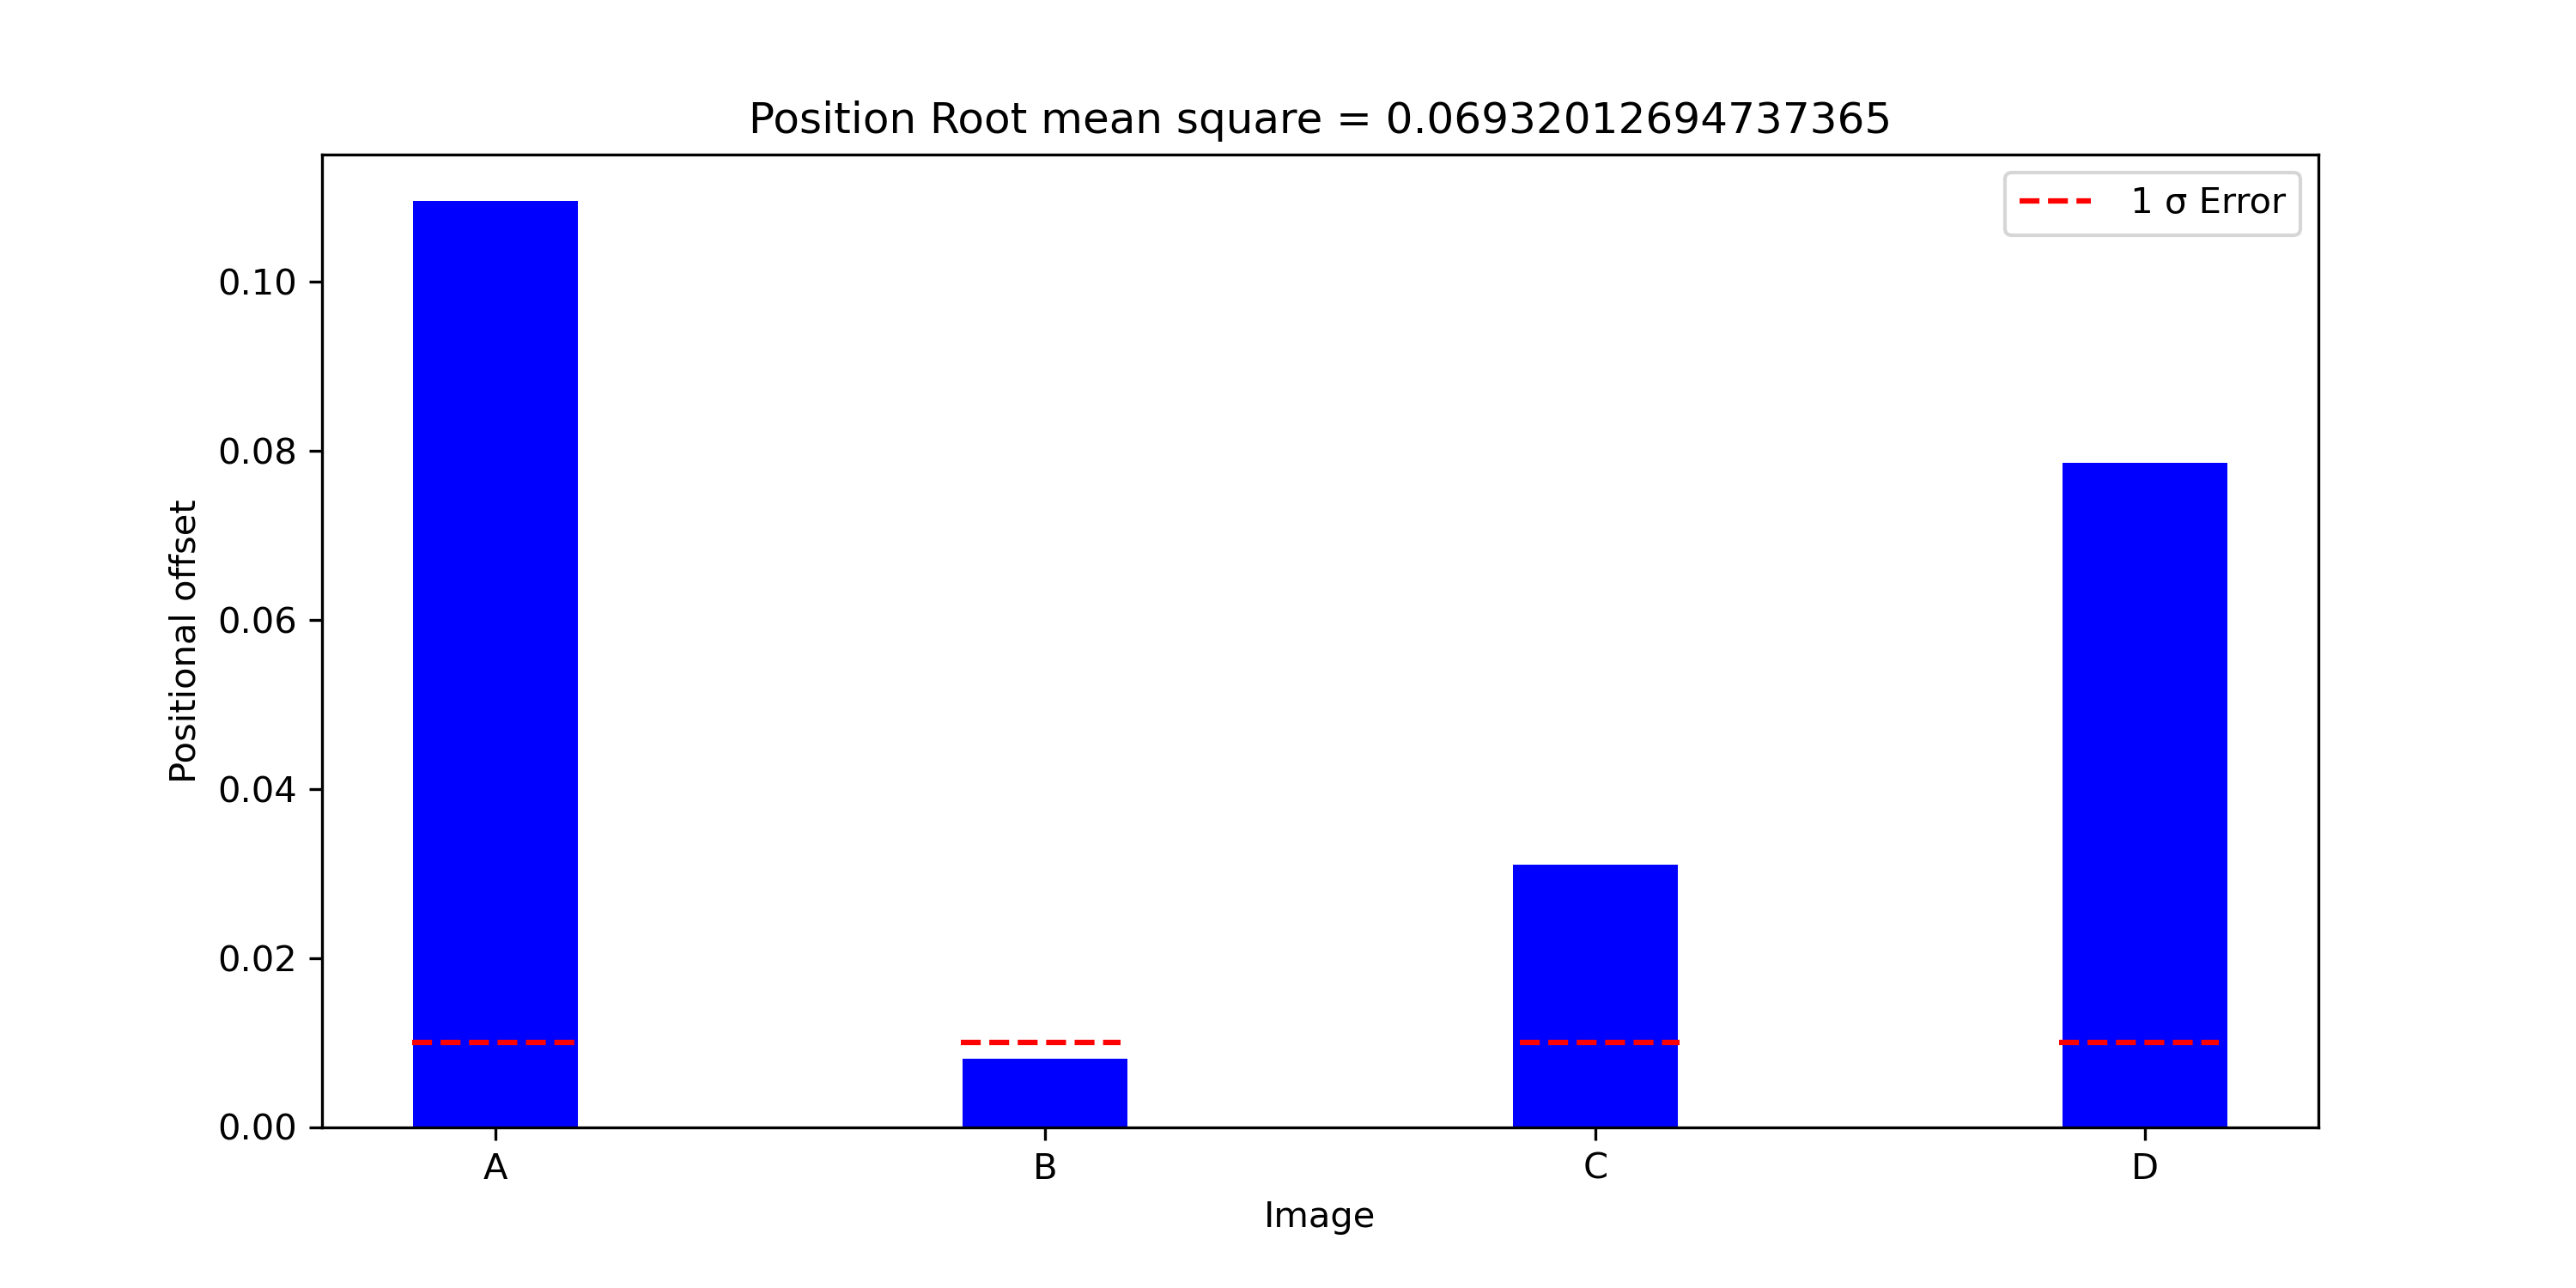 Position Root mean square = 0.06932012694737365
1 σ Error
0.10
0.08
0.06
0.04
0.02
0.00
Positional offset
A B C D
Image